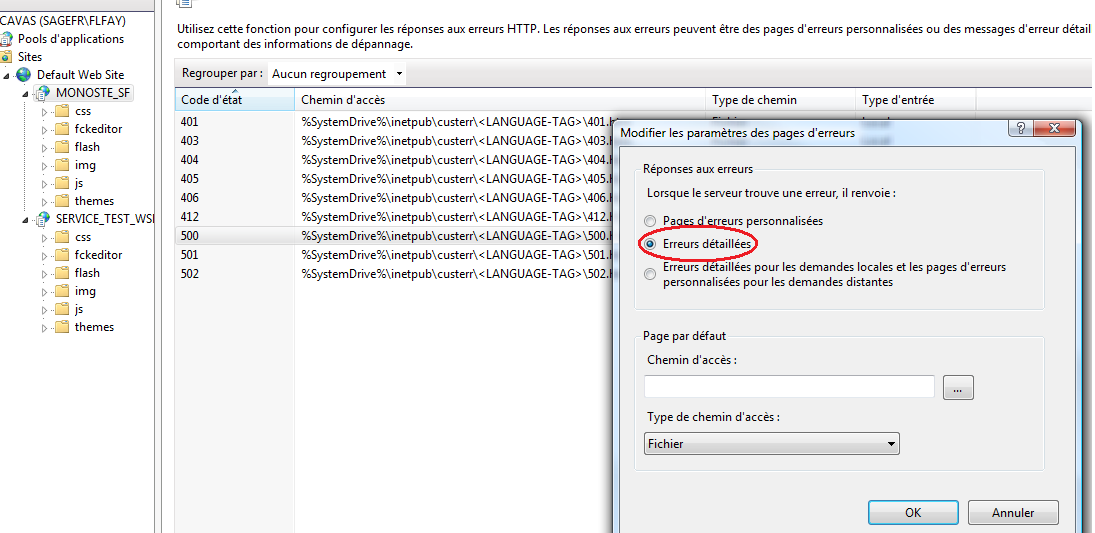 CAVAS (SAGEFR\FLFAY)
Pools d'applications
Sites
Default Web Site
MONOSTE_SF
css
fckeditor
flash
img
js
themes
SERVICE_TEST_WSI
css
fckeditor
flash
img
js
themes
Utilisez cette fonction pour configurer les réponses aux erreurs HTTP. Les réponses aux erreurs peuvent être des pages d'erreurs personnalisées ou des messages d'erreur détail
comportant des informations de dépannage.
Regrouper par : Aucun regroupement
Code d'état Chemin d'accès Type de chemin Type d'entrée
401 %SystemDrive%\inetpub\custerr\<LANGUAGE-TAG>\401.h
403 %SystemDrive%\inetpub\custerr\<LANGUAGE-TAG>\403.
404 %SystemDrive%\inetpub\custerr\<LANGUAGE-TAG>\404.
405 %SystemDrive%\inetpub\custerr\<LANGUAGE-TAG>\405.
406 %SystemDrive%\inetpub\custerr\<LANGUAGE-TAG>\406.
412 %SystemDrive%\inetpub\custerr\<LANGUAGE-TAG>\412.
500 %SystemDrive%\inetpub\custerr\<LANGUAGE-TAG>\500.
501 %SystemDrive%\inetpub\custerr\<LANGUAGE-TAG>\501.
502 %SystemDrive%\inetpub\custerr\<LANGUAGE-TAG>\502.
Modifier les paramètres des pages d'erreurs
Réponses aux erreurs
Lorsque le serveur trouve une erreur, il renvoie :
Pages d'erreurs personnalisées
Erreurs détaillées
Erreurs détaillées pour les demandes locales et les pages d'erreurs
personnalisées pour les demandes distantes
Page par défaut
Chemin d'accès :
...
Type de chemin d'accès :
Fichier
OK Annuler